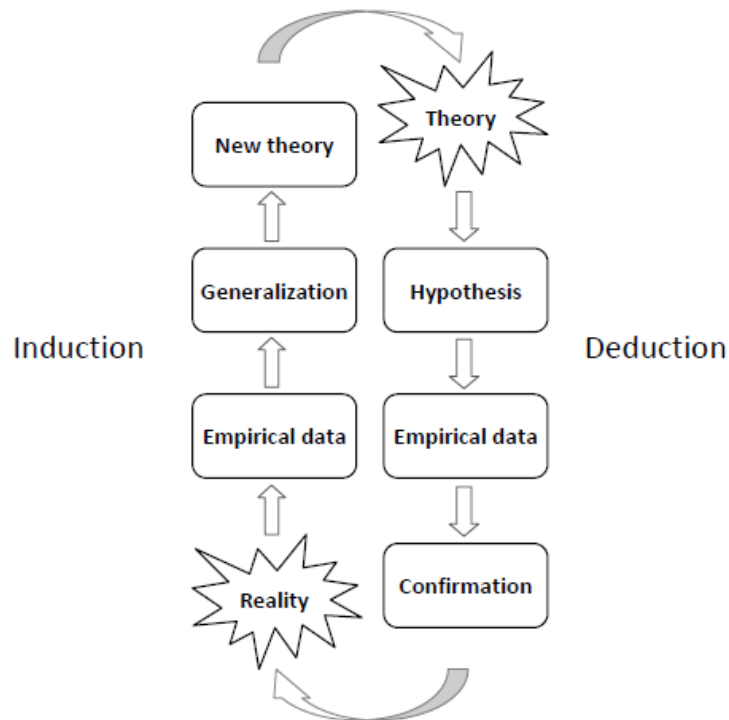 New theory
Theory
Generalization
Hypothesis
Induction
Deduction
Empirical data
Empirical data
Reality
Confirmation